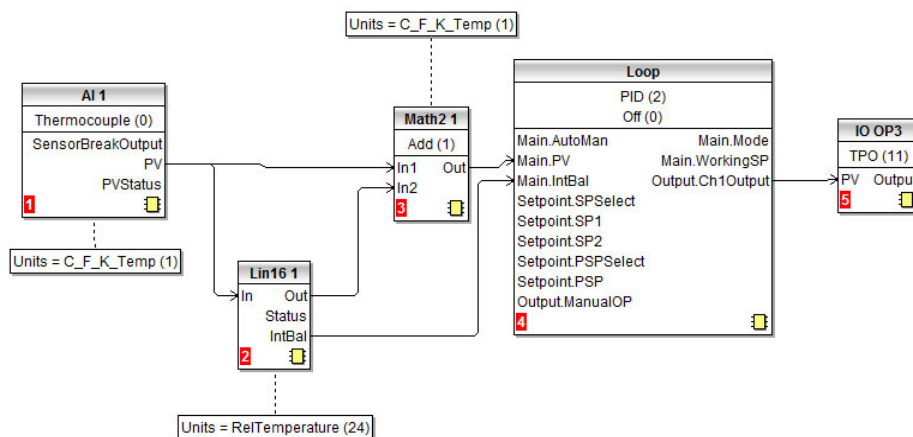 Units = C_F_K_Temp (1)
AI 1
Thermocouple (0)
SensorBreakOutput
PV
PVStatus
1
Units = C_F_K_Temp (1)
Lin16 1
In Out
Status
IntBal
2
Units = RelTemperature (24)
Math2 1
Add (1)
In1 Out
In2
3
Loop
PID (2)
Off (0)
Main.AutoMan Main.Mode
Main.PV Main.WorkingSP
Main.IntBal Output.Ch1Output
Setpoint.SPSelect
Setpoint.SP1
Setpoint.SP2
Setpoint.PSPSelect
Setpoint.PSP
Output.ManualOP
4
IO OP3
TPO (11)
PV Output
5